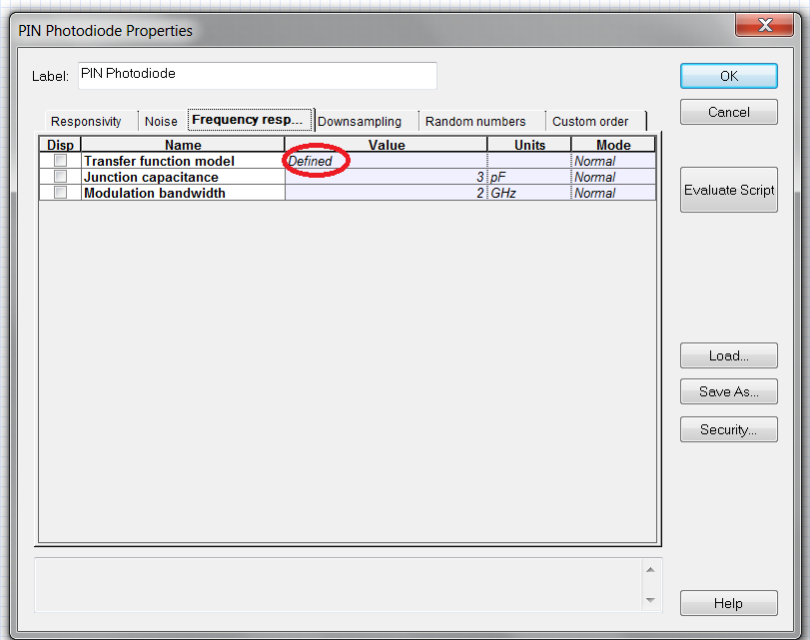 PIN Photodiode Properties
X
Label: PIN Photodiode
OK
Cancel
Responsivity Noise Frequency resp... Downsampling Random numbers Custom order
Disp Name Value Units Mode
Transfer function model Defined Normal
Junction capacitance 3 pF Normal
Modulation bandwidth 2 GHz Normal
Evaluate Script
Load...
Save As...
Security...
Help